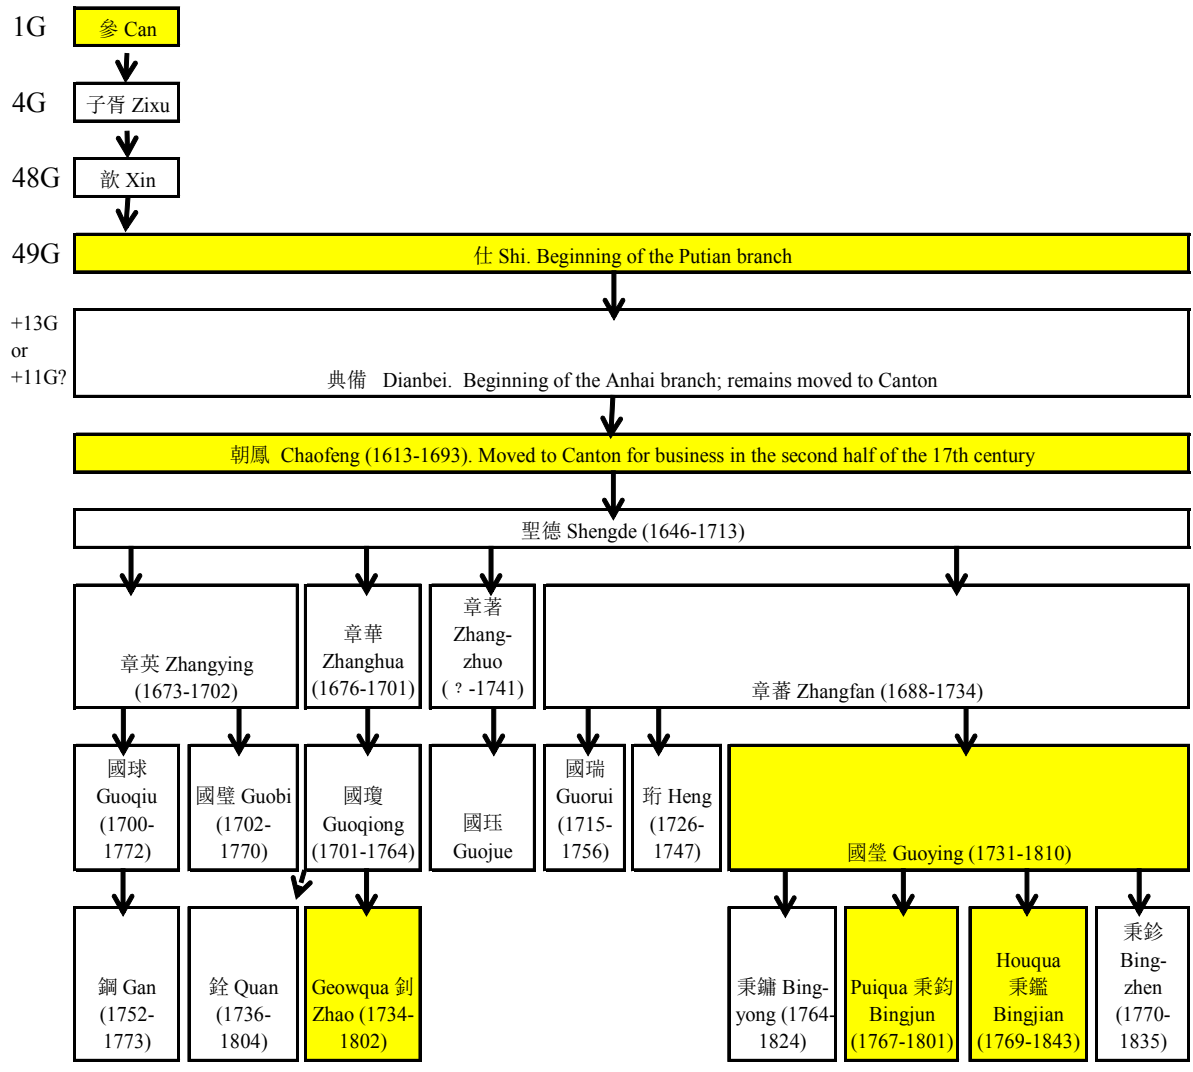 1G
參 Can
4G
子胥 Zixu
48G
歆 Xin
49G
仕 Shi. Beginning of the Putian branch
+13G
or
+11G?
典備 Dianbei. Beginning of the Anhai branch; remains moved to Canton
朝鳳 Chaofeng (1613-1693). Moved to Canton for business in the second half of the 17th century
聖德 Shengde (1646-1713)
章英 Zhangying
(1673-1702)
章華
Zhanghua
(1676-1701)
章著
Zhang-
zhuo
(？-1741)
章蕃 Zhangfan (1688-1734)
國球
Guoqiu
(1700-
1772)
國璧 Guobi
(1702-
1770)
國瓊
Guoqiong
(1701-1764)
國珏
Guojue
國瑞
Guorui
(1715-
1756)
珩 Heng
(1726-
1747)
國瑩 Guoying (1731-1810)
鋼 Gan
(1752-
1773)
銓 Quan
(1736-
1804)
Geowqua 釗
Zhao (1734-
1802)
秉鏞 Bing-
yong (1764-
1824)
Puiqua 秉鈞
Bingjun
(1767-1801)
Houqua
秉鑑
Bingjian
(1769-1843)
秉鉁
Bing-
zhen
(1770-
1835)